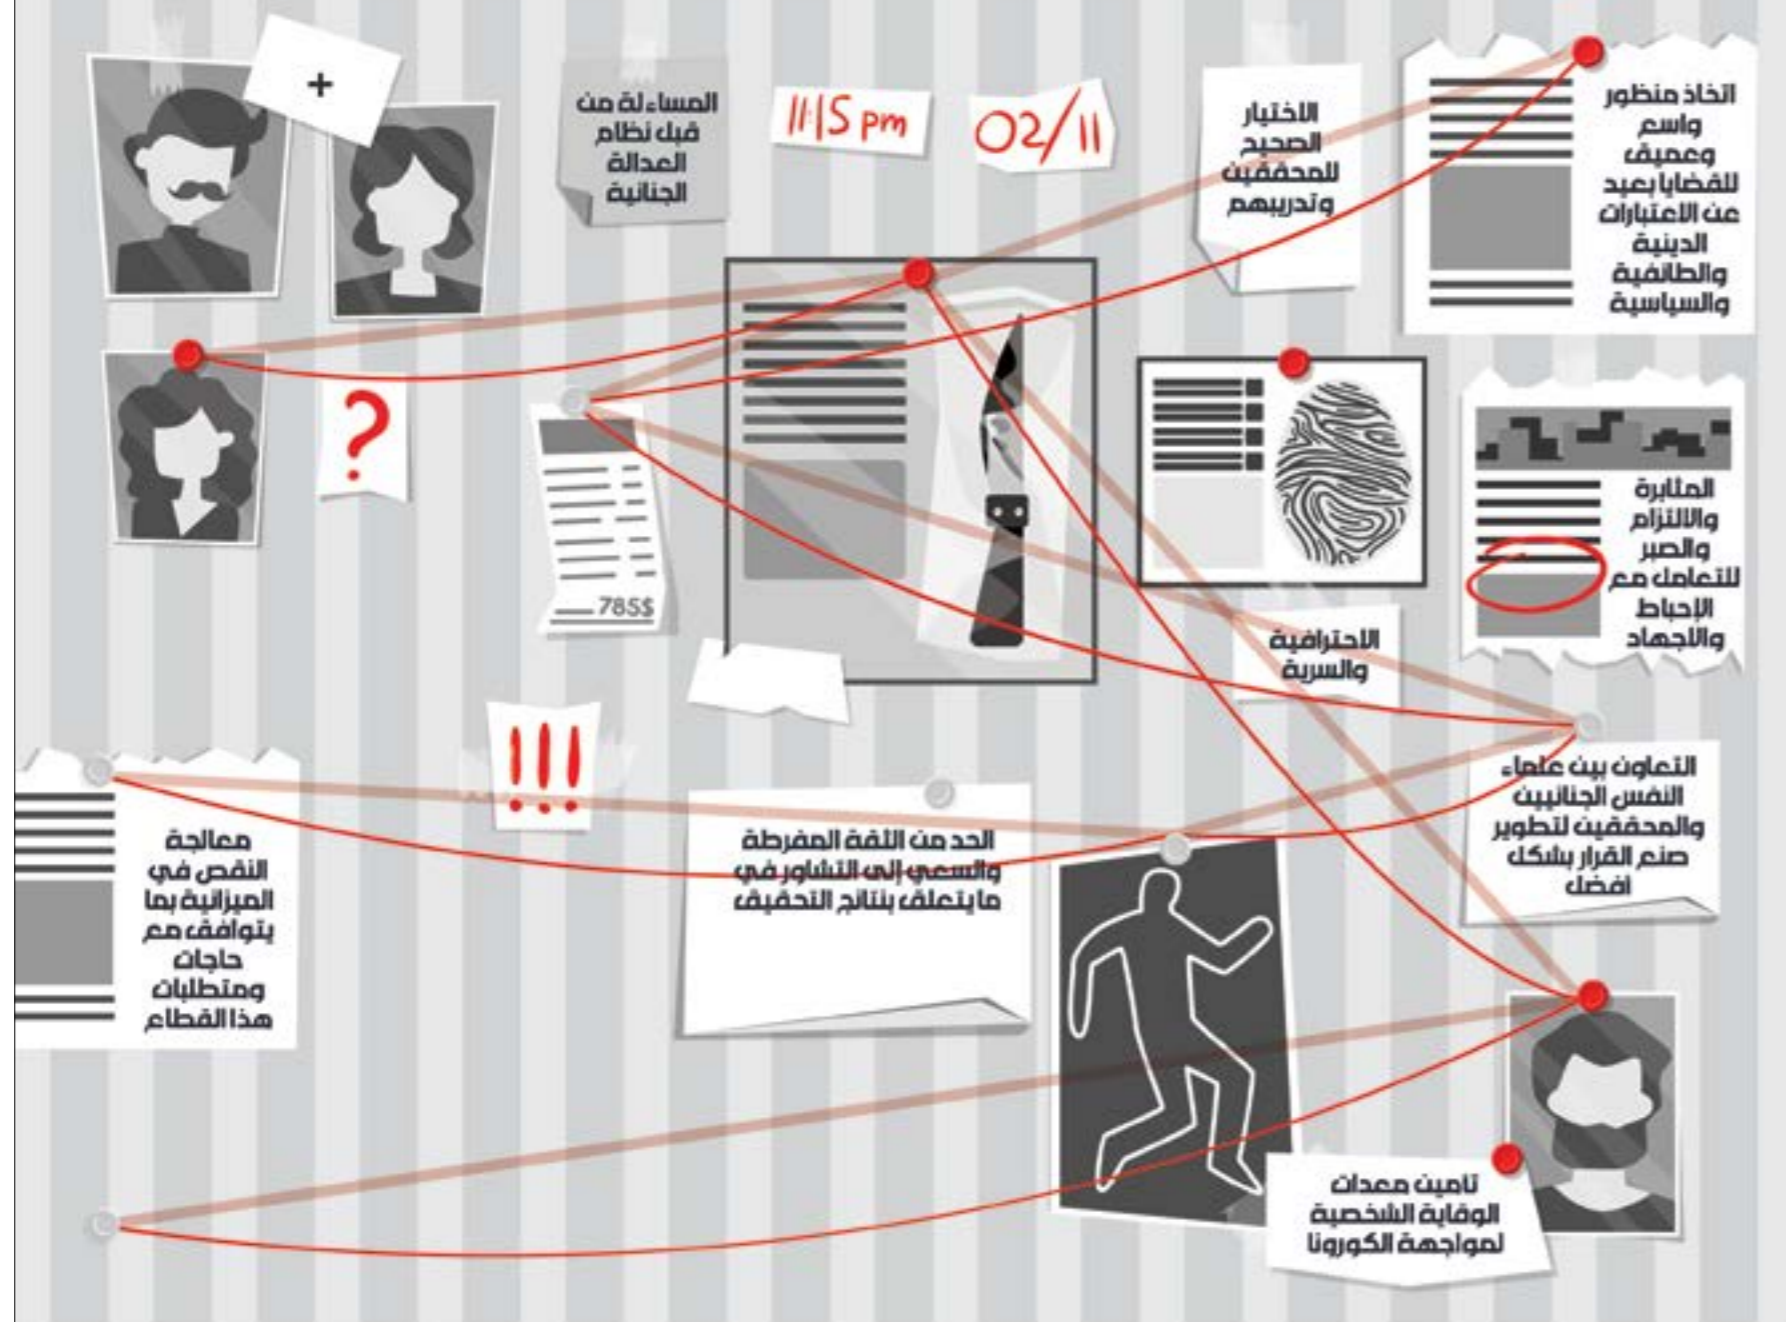 +
المساءلة من
قبل نظام
العدالة
الجنائية
11:15 pm
02/11
الاختيار
الصحيح
للمحققين
وتدريبهم
اتخاذ منظور
واسع
وعميق
للقضايا بعيد
عن الاعتبارات
الدينية
والطائفية
والسياسية
?
785$
المثابرة
والالتزام
والصبر
للتعامل مع
الإحباط
والاجهاد
الاحترافية
والسرية
!!!
التعاون بين علماء
النفس الجنائيين
والمحققين لتطوير
صنع القرار بشكل
افضل
الحد من الثقة المفرطة
والسعي إلى التشاور في
ما يتعلق بنتائج التحقيق
معالجة
النقص في
الميزانية بما
يتوافق مع
حاجات
ومتطلبات
هذا القطاع
تامين معدات
الوقاية الشخصية
لمواجهة الكورونا